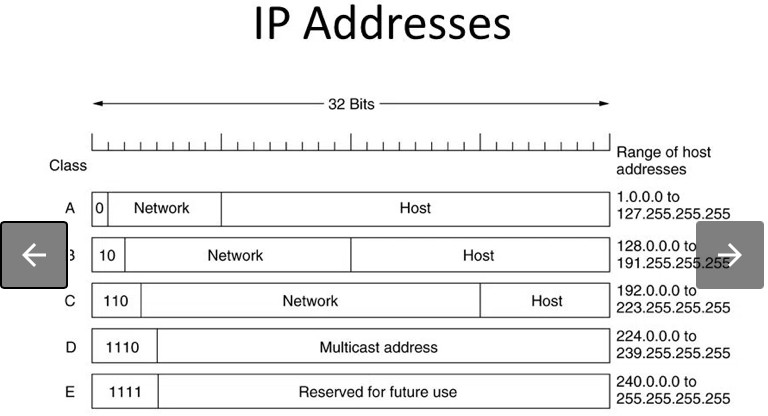 IP Addresses
32 Bits
Class
Range of host
addresses
A 0 Network Host 1.0.0.0 to
127.255.255.255
10 Network Host 128.0.0.0 to
191.255.255.255
C 110 Network Host 192.0.0.0 to
223.255.255.255
D 1110 Multicast address 224.0.0.0 to
239.255.255.255
E 1111 Reserved for future use 240.0.0.0 to
255.255.255.255